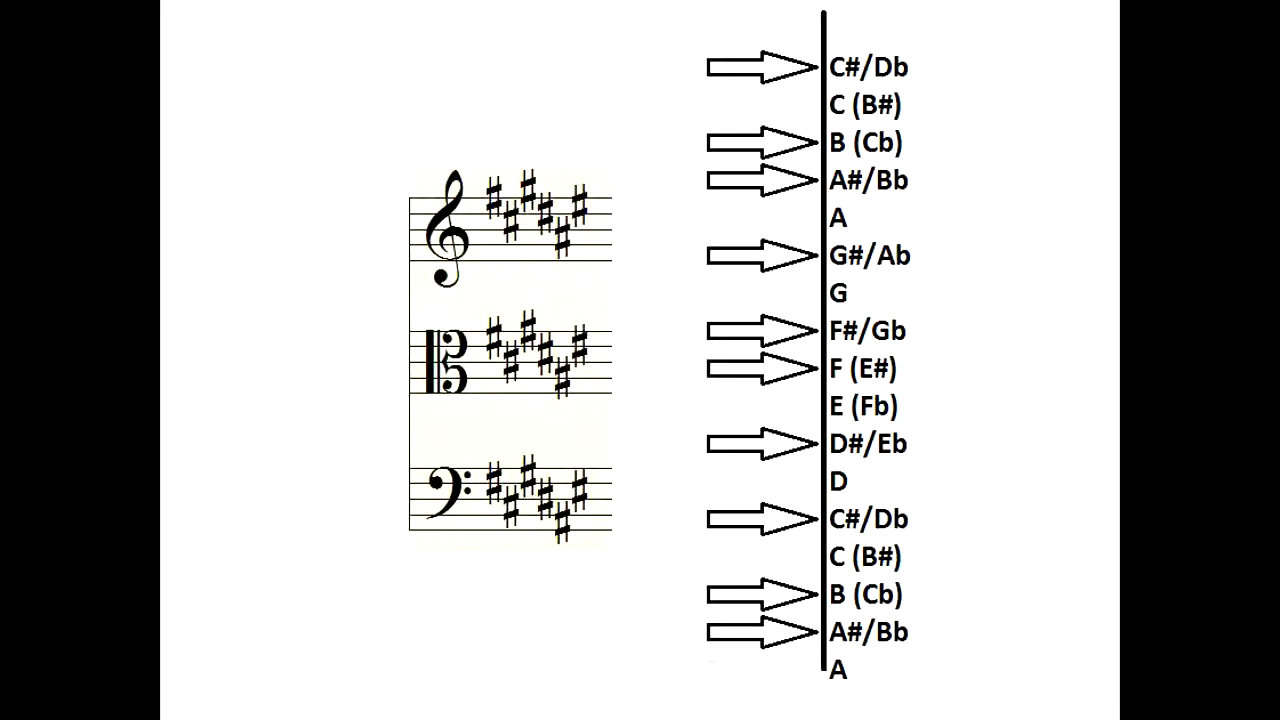 C#/Db
C (B#)
B (Cb)
A#/Bb
A
G#/Ab
G
F#/Gb
F (E#)
E (Fb)
D#/Eb
D
C#/Db
C (B#)
B (Cb)
A#/Bb
A